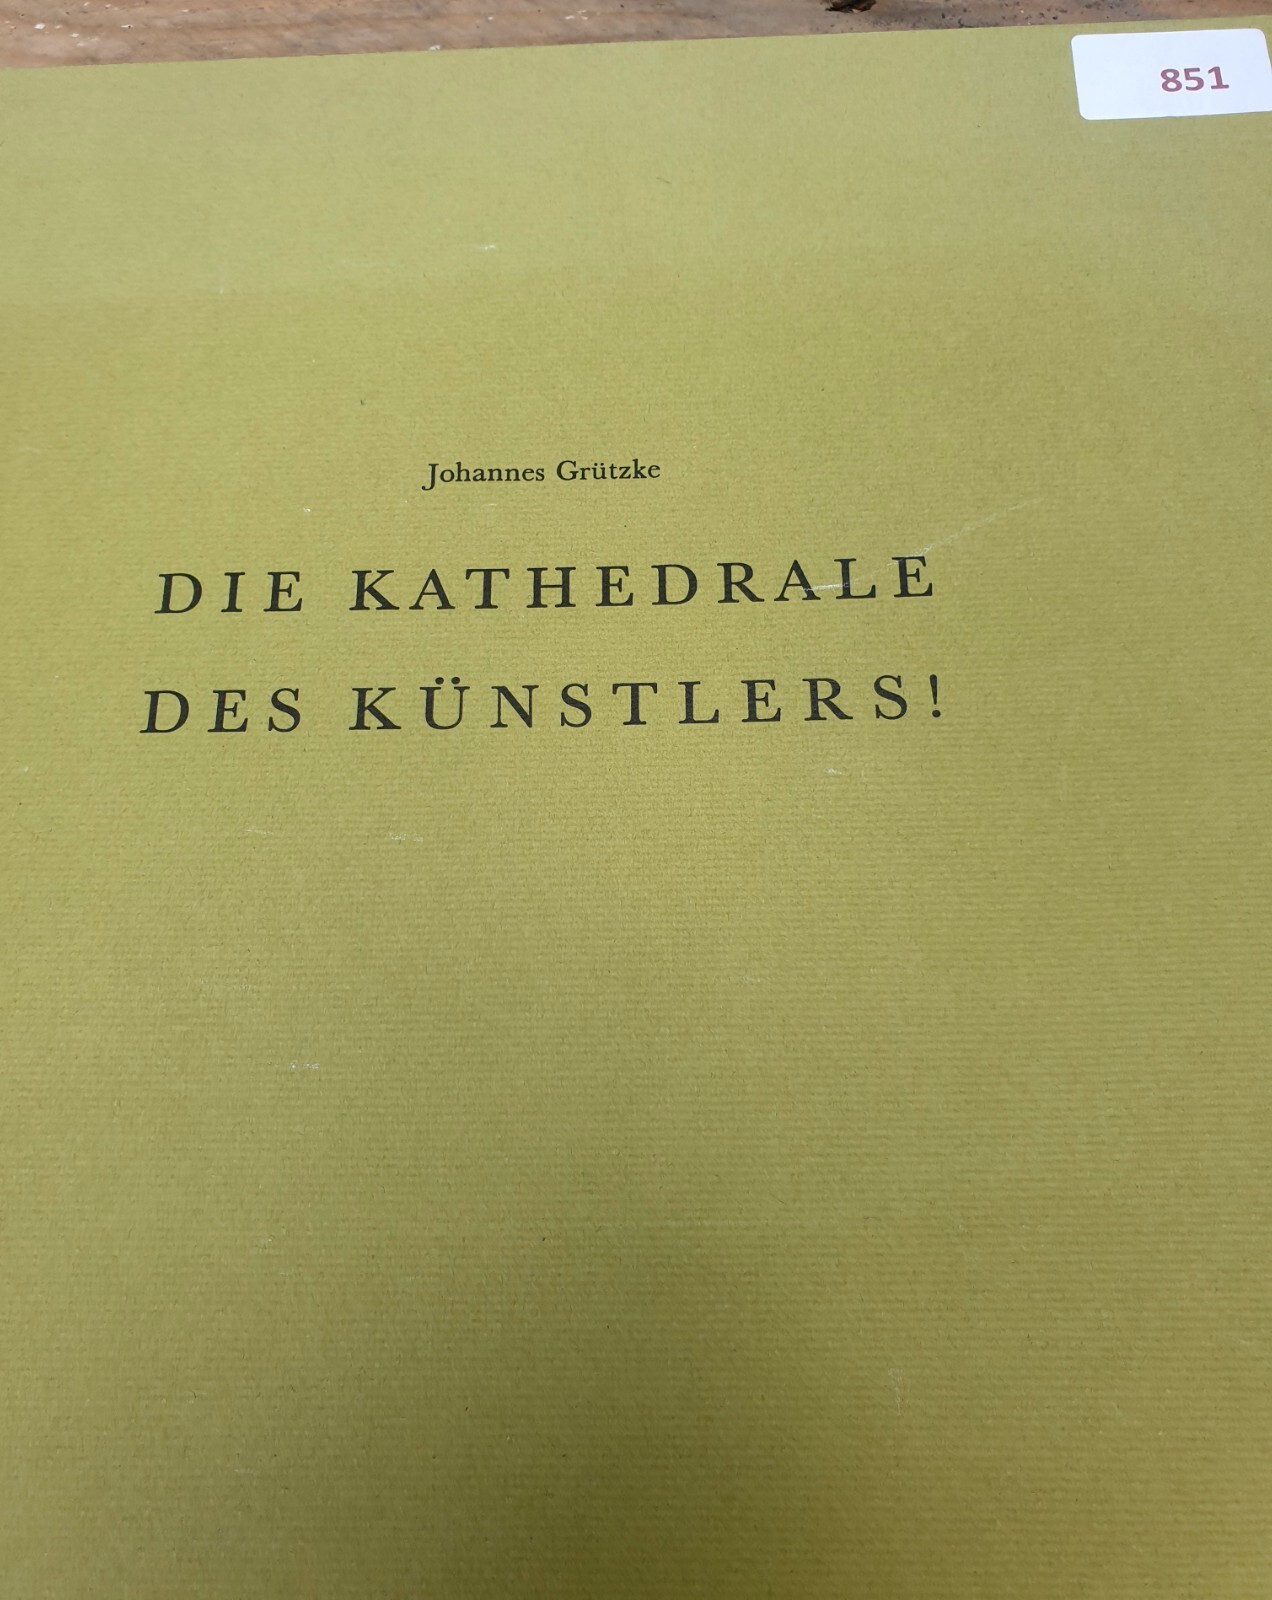 851
Johannes Grützke
DIE KATHEDRALE
DES KÜNSTLERS!